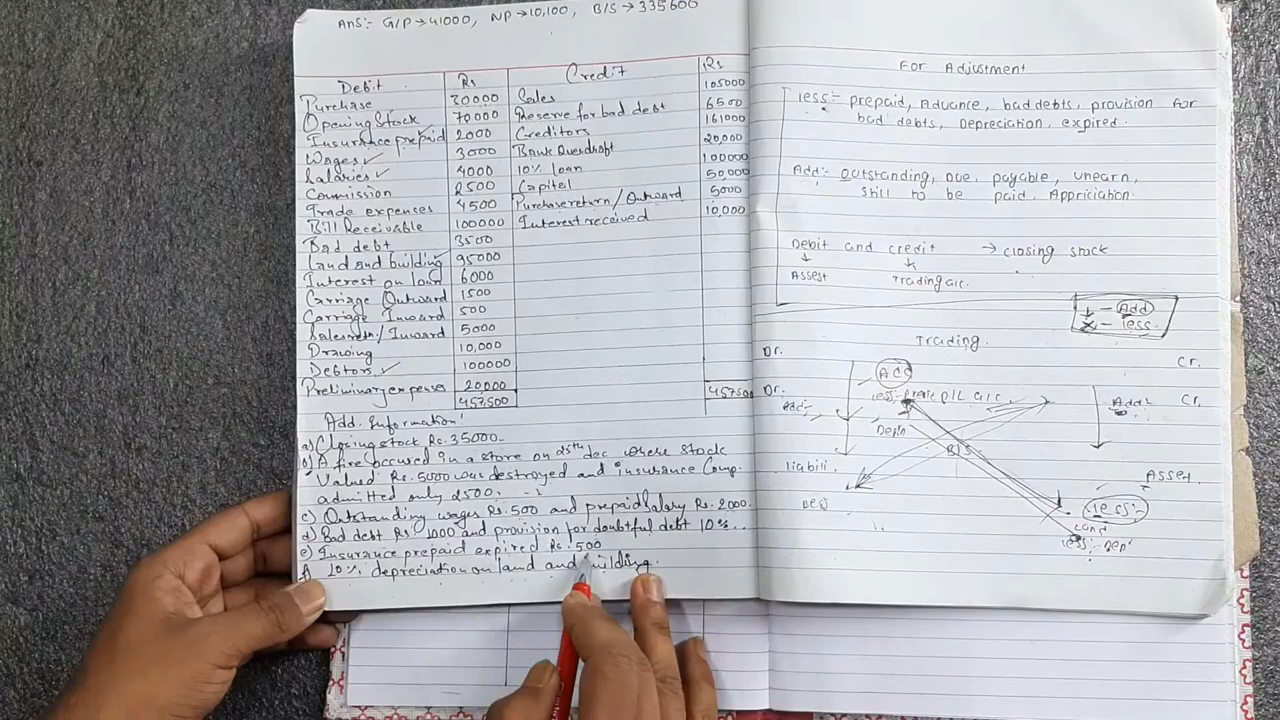 Ans:- G/P → 41000, NP → 10,100, B/S → 335600
Debit Rs Credit Rs
Purchase 30000 Sales 105000
Opening Stock 70000 Reserve for bad debt 6500
Insurance prepaid 2000 Creditors 161000
Wages ✓ 3000 Bank Overdraft 20,000
Salaries ✓ 4000 10% loan 100000
Commission 2500 Capital 50,000
Trade expenses 4500 Purchase return / Outward 5000
Bill Receivable 100000 Interest received 10,000
Bad debt 3500
Land and building 95000
Interest on loan 6000
Carriage Outward 1500
Carriage Inward 500
Sales retn. / Inward 5000
Drawing 10,000
Debtors ✓ 100000
Preliminary expenses 20000
457,500 457500
Add. Information:
a) Closing stock Rs. 35000.
b) A fire occured in a store on 25th dec where stock
Valued Rs. 5000 was destroyed and insurance Comp.
admitted only 2500.
c) Outstanding wages Rs. 500 and prepaid salary Rs. 2000.
d) Bad debt Rs 1000 and provision for doubtful debt 10%..
e) Insurance prepaid expired Rs. 500
f) 10% depreciation on land and building.
For Adjustment
less:- prepaid, Advance, bad debts, provision for
bad debts, Depreciation, expired.
Add:- Outstanding, Due, payable, unearn,
still to be paid, Appriciation.
Debit and credit → closing stock.
Assest Trading a/c.
+ - Add
× - less.
Trading.
Dr. Cr.
Add
Dr. P/L a/c. Cr.
Add:-
Depn
B/S
liabili. Assest.
less:-
Land
less:- Depn